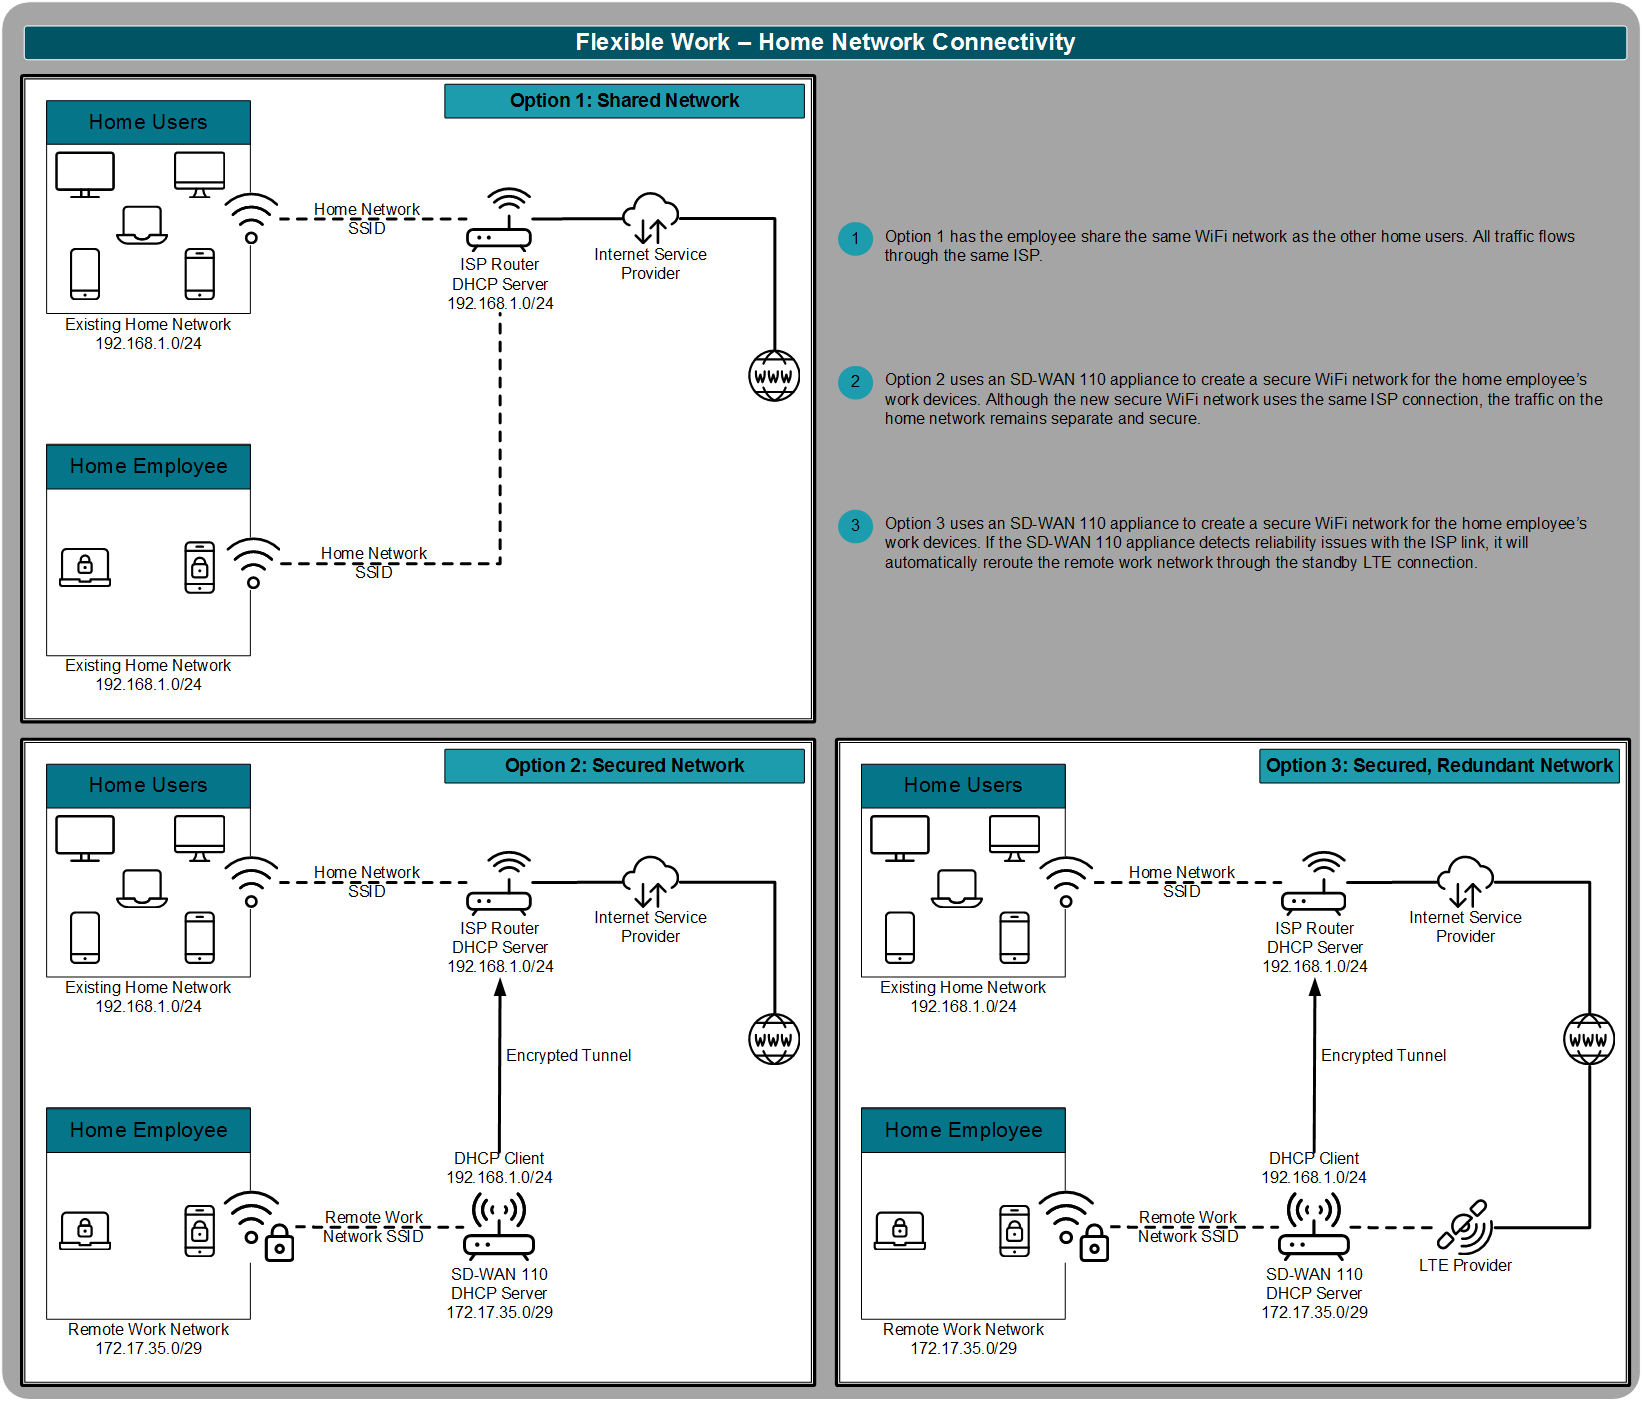 Flexible Work – Home Network Connectivity
Option 1: Shared Network
Home Users
Home Network
SSID
ISP Router
DHCP Server
192.168.1.0/24
Internet Service
Provider
WWW
Existing Home Network
192.168.1.0/24
Home Employee
Home Network
SSID
Existing Home Network
192.168.1.0/24
1
Option 1 has the employee share the same WiFi network as the other home users. All traffic flows
through the same ISP.
2
Option 2 uses an SD-WAN 110 appliance to create a secure WiFi network for the home employee’s
work devices. Although the new secure WiFi network uses the same ISP connection, the traffic on the
home network remains separate and secure.
3
Option 3 uses an SD-WAN 110 appliance to create a secure WiFi network for the home employee’s
work devices. If the SD-WAN 110 appliance detects reliability issues with the ISP link, it will
automatically reroute the remote work network through the standby LTE connection.
Option 2: Secured Network
Home Users
Home Network
SSID
ISP Router
DHCP Server
192.168.1.0/24
Internet Service
Provider
Existing Home Network
192.168.1.0/24
WWW
Encrypted Tunnel
Home Employee
DHCP Client
192.168.1.0/24
Remote Work
Network SSID
SD-WAN 110
DHCP Server
172.17.35.0/29
Remote Work Network
172.17.35.0/29
Option 3: Secured, Redundant Network
Home Users
Home Network
SSID
ISP Router
DHCP Server
192.168.1.0/24
Internet Service
Provider
Existing Home Network
192.168.1.0/24
WWW
Encrypted Tunnel
Home Employee
DHCP Client
192.168.1.0/24
Remote Work
Network SSID
LTE Provider
SD-WAN 110
DHCP Server
172.17.35.0/29
Remote Work Network
172.17.35.0/29